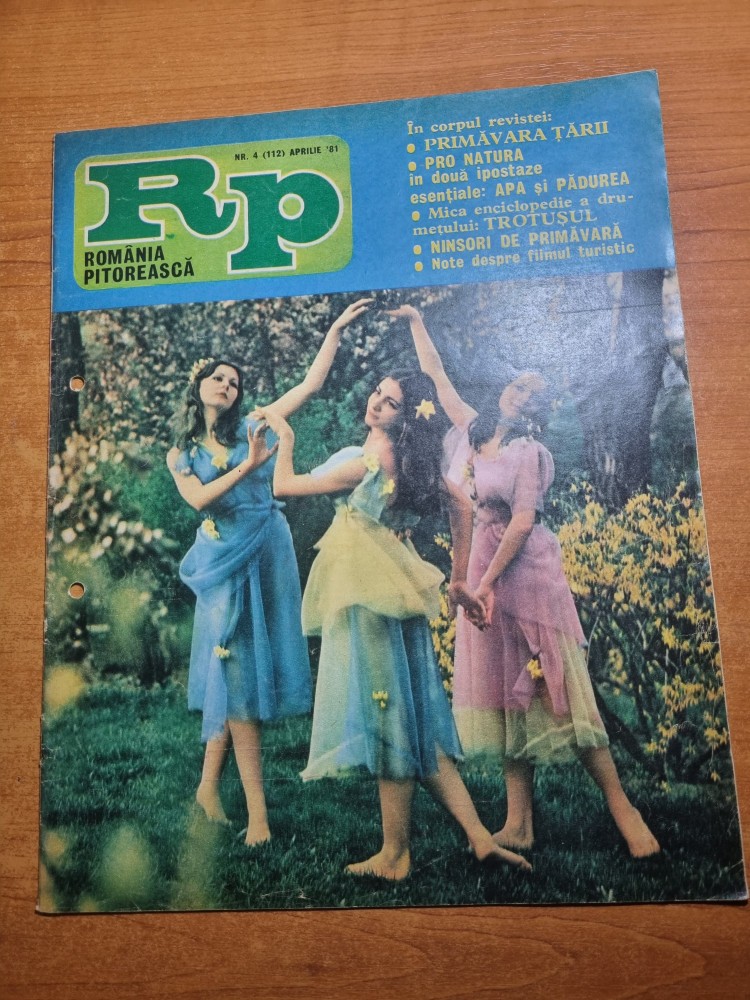 NR. 4 (112) APRILIE '81
Rp
ROMÂNIA
PITOREASCĂ
În corpul revistei:
• PRIMĂVARA ȚĂRII
• PRO NATURA
în două ipostaze
esențiale: APA și PĂDUREA
• Mica enciclopedie a dru-
mețului: TROTUȘUL
• NINSORI DE PRIMĂVARĂ
• Note despre filmul turistic